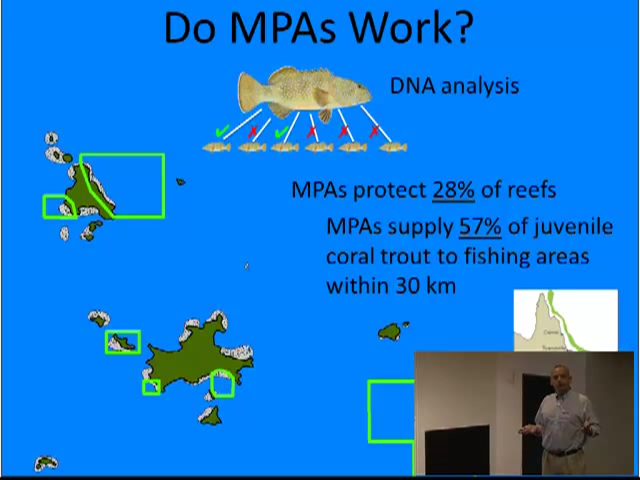 Do MPAs Work?
DNA analysis
MPAs protect 28% of reefs
MPAs supply 57% of juvenile
coral trout to fishing areas
within 30 km